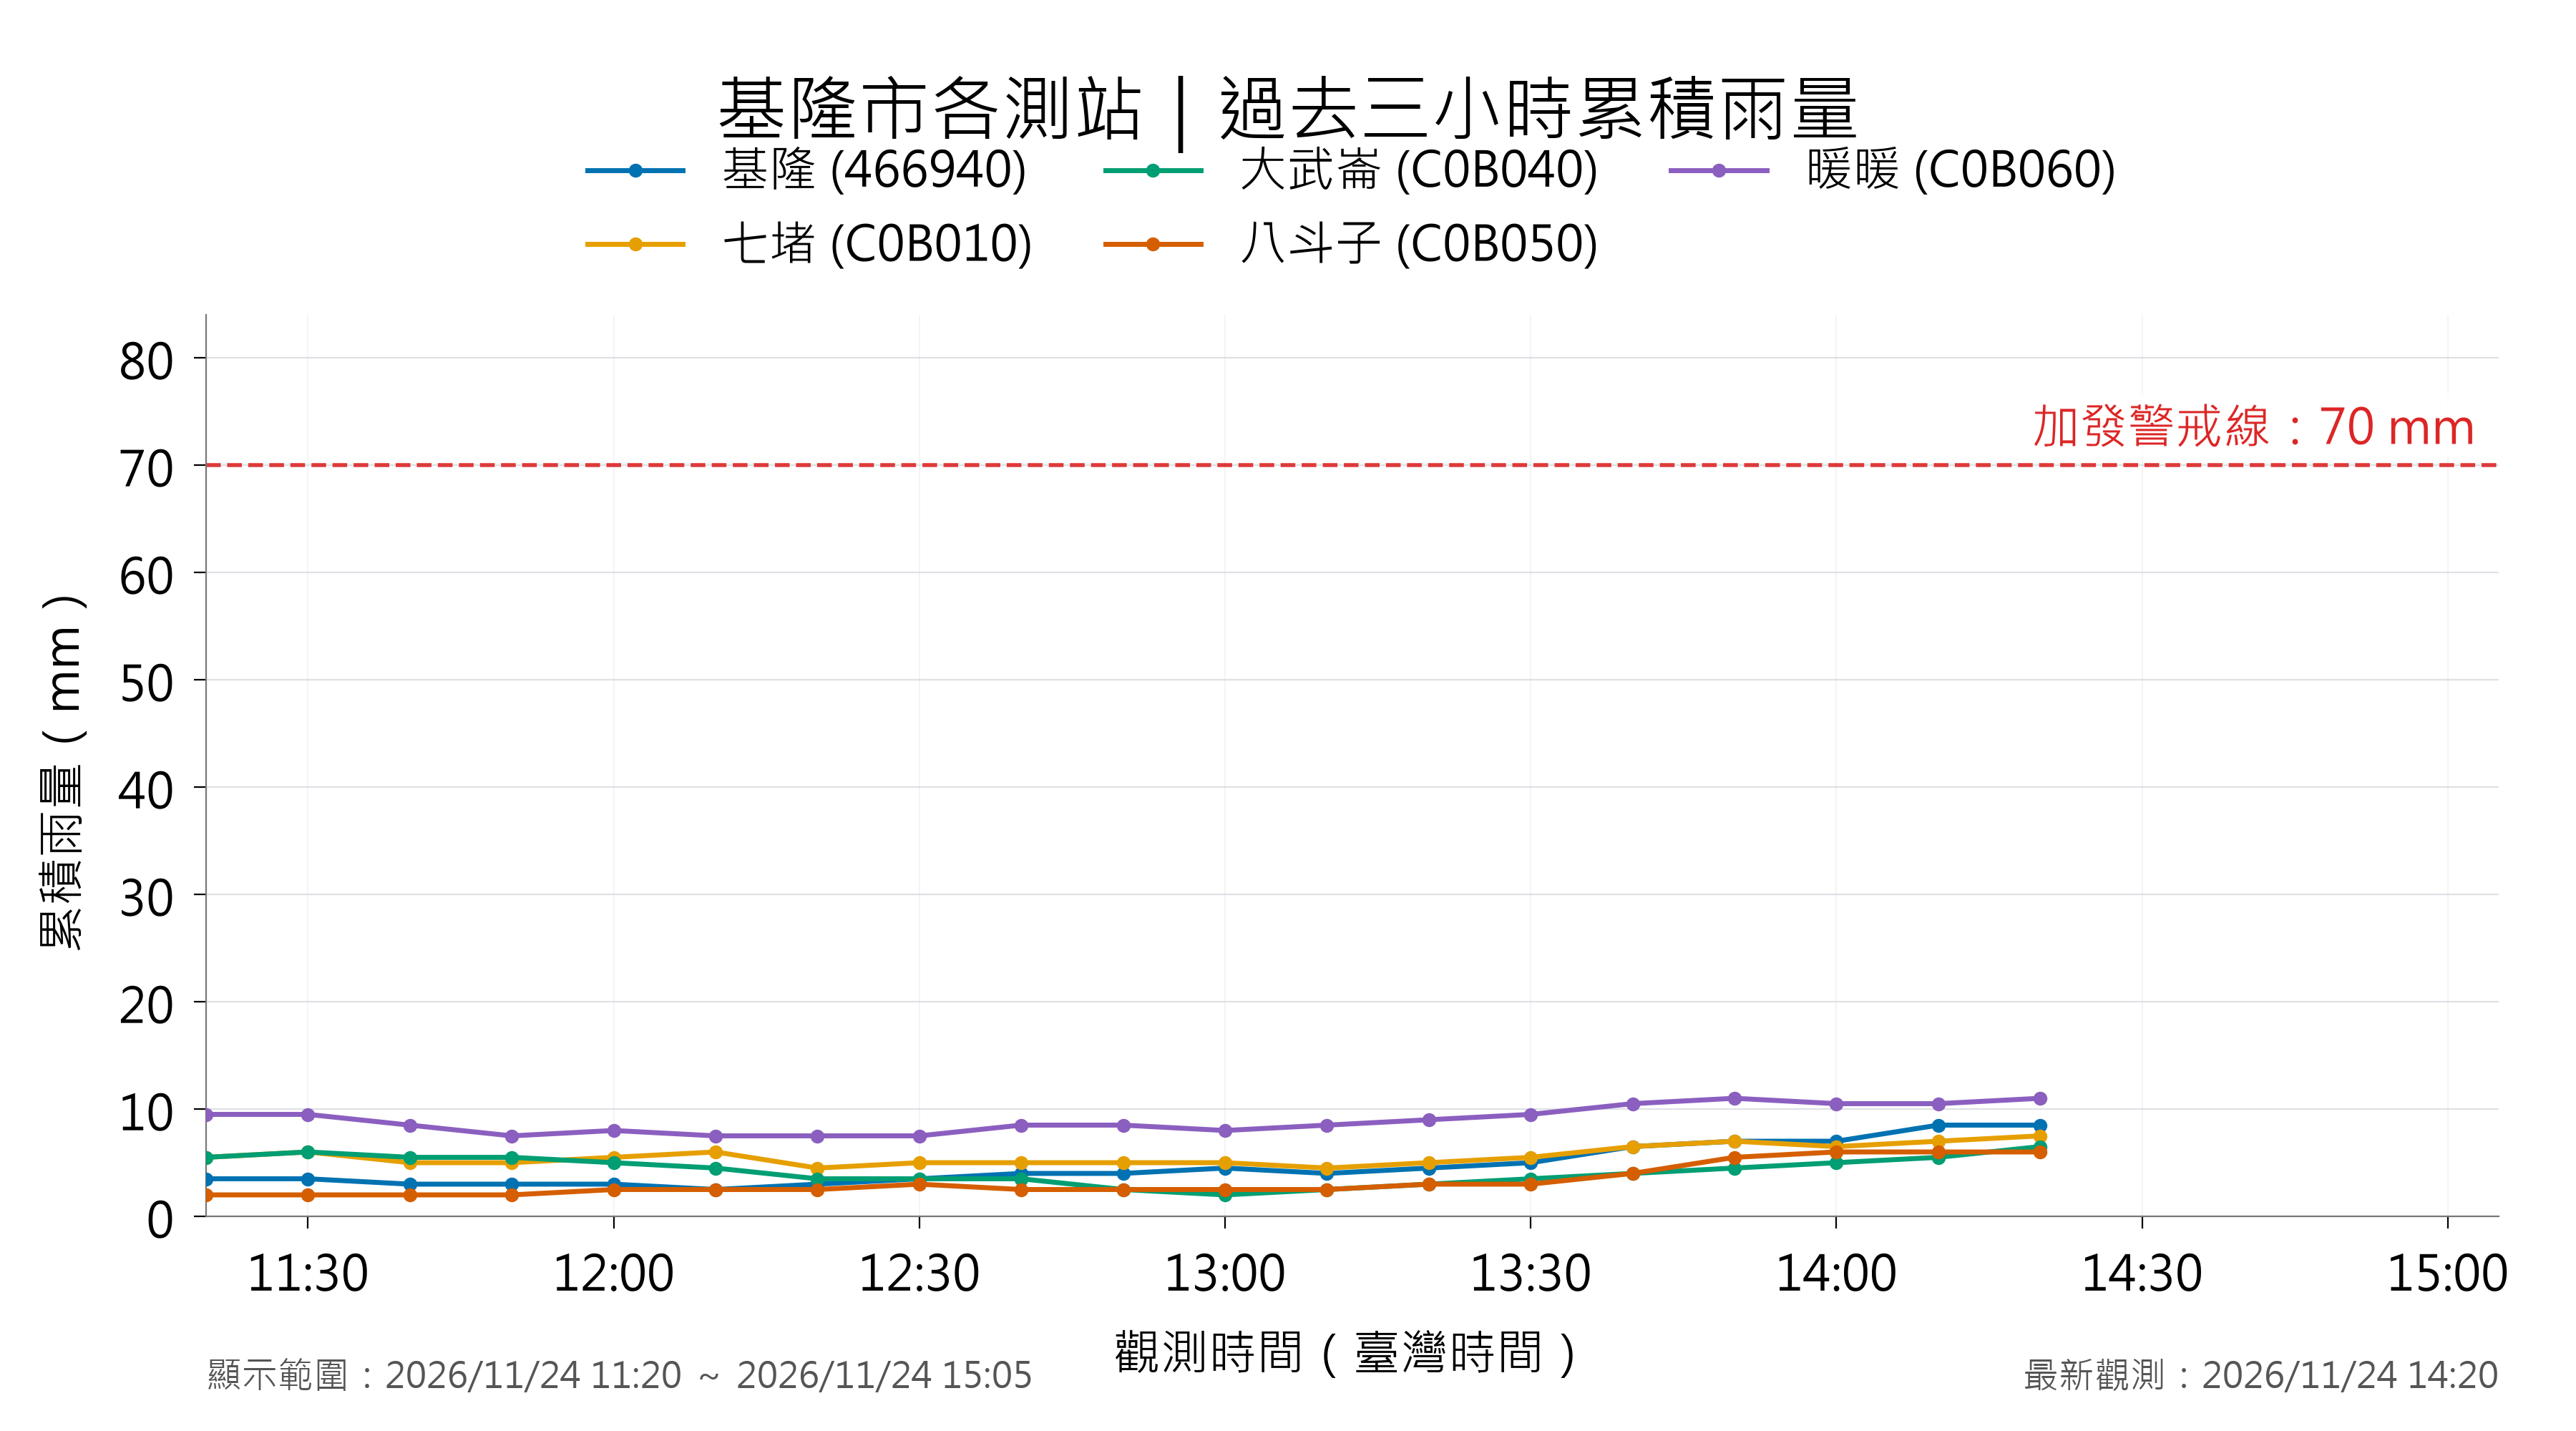 基隆市各測站｜過去三小時累積雨量
基隆 (466940)
大武崙 (C0B040)
暖暖 (C0B060)
七堵 (C0B010)
八斗子 (C0B050)
80
加發警戒線：70 mm
70
60
50
40
30
20
10
0
累積雨量（mm）
11:30
12:00
12:30
13:00
13:30
14:00
14:30
15:00
觀測時間（臺灣時間）
顯示範圍：2026/11/24 11:20 ~ 2026/11/24 15:05
最新觀測：2026/11/24 14:20